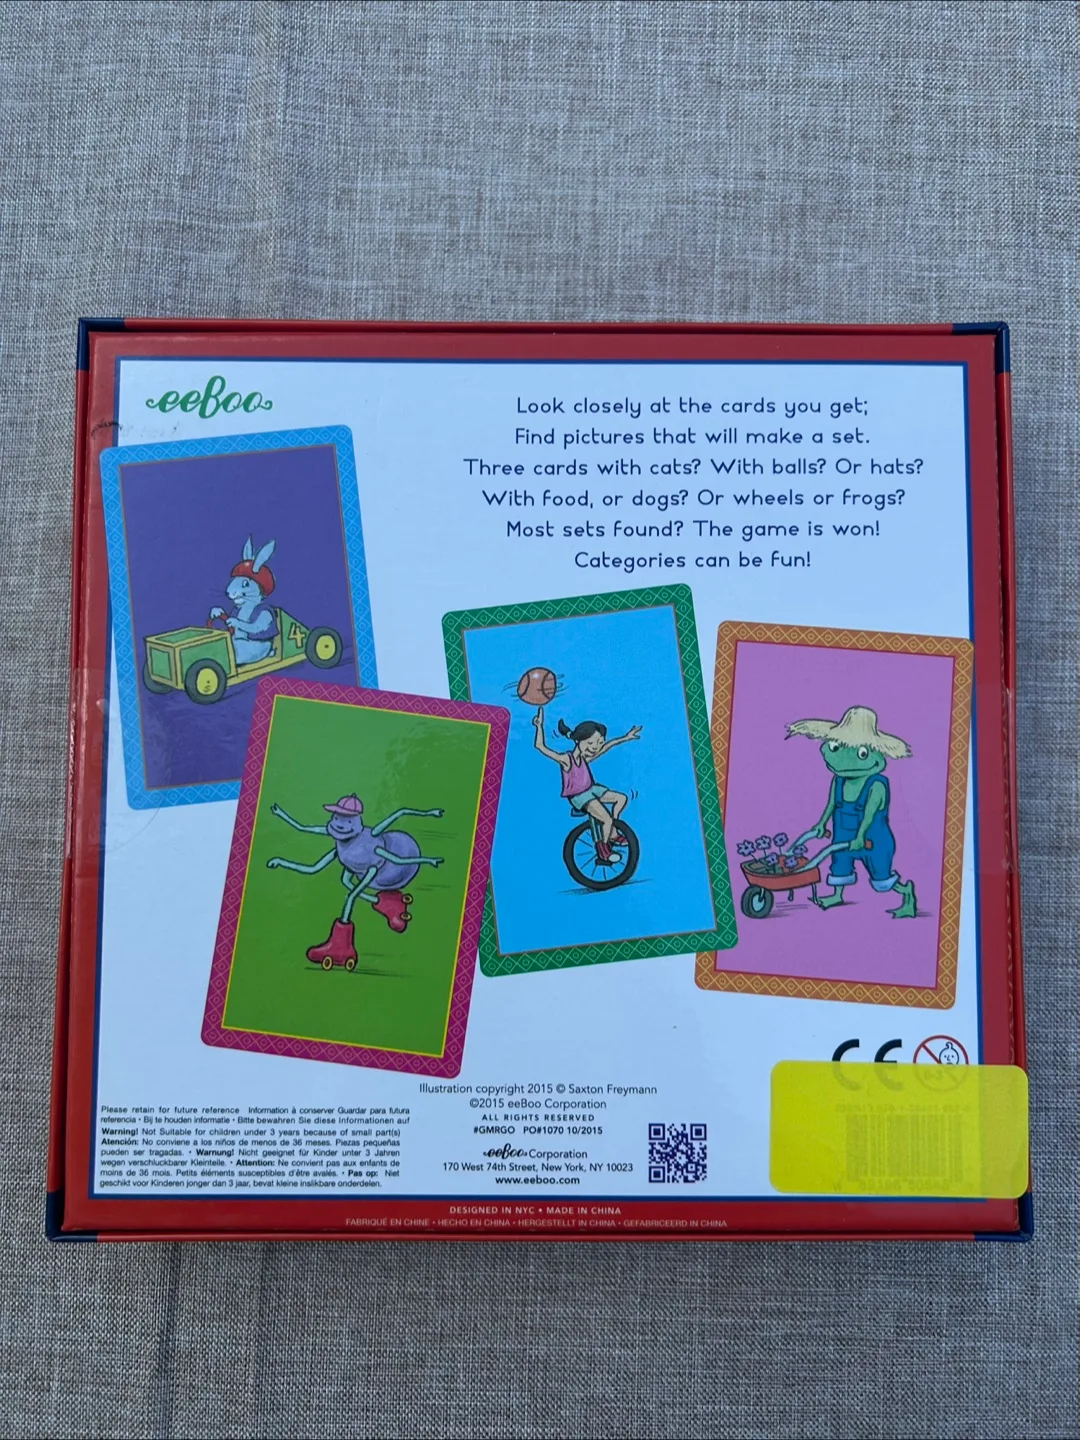 eeBoo
Look closely at the cards you get;
Find pictures that will make a set.
Three cards with cats? With balls? Or hats?
With food, or dogs? Or wheels or frogs?
Most sets found? The game is won!
Categories can be fun!
4
Illustration copyright 2015 © Saxton Freymann
©2015 eeBoo Corporation
ALL RIGHTS RESERVED
#GMRGO PO#1070 10/2015
eeBoo Corporation
170 West 74th Street, New York, NY 10023
www.eeboo.com
Please retain for future reference Information à conserver Guardar para futura
referencia • Bij te houden informatie • Bitte bewahren Sie diese Informationen auf
Warning! Not Suitable for children under 3 years because of small part(s)
Atención: No conviene a los niños de menos de 36 meses. Piezas pequeñas
pueden ser tragadas. • Warnung! Nicht geeignet für Kinder unter 3 Jahren
wegen verschluckbarer Kleinteile. • Attention: Ne convient pas aux enfants de
moins de 36 mois. Petits éléments susceptibles d'être avalés. • Pas op: Niet
geschikt voor Kinderen jonger dan 3 jaar, bevat kleine inslikbare onderdelen.
CE
DESIGNED IN NYC • MADE IN CHINA
FABRIQUÉ EN CHINE • HECHO EN CHINA • HERGESTELLT IN CHINA • GEFABRICEERD IN CHINA